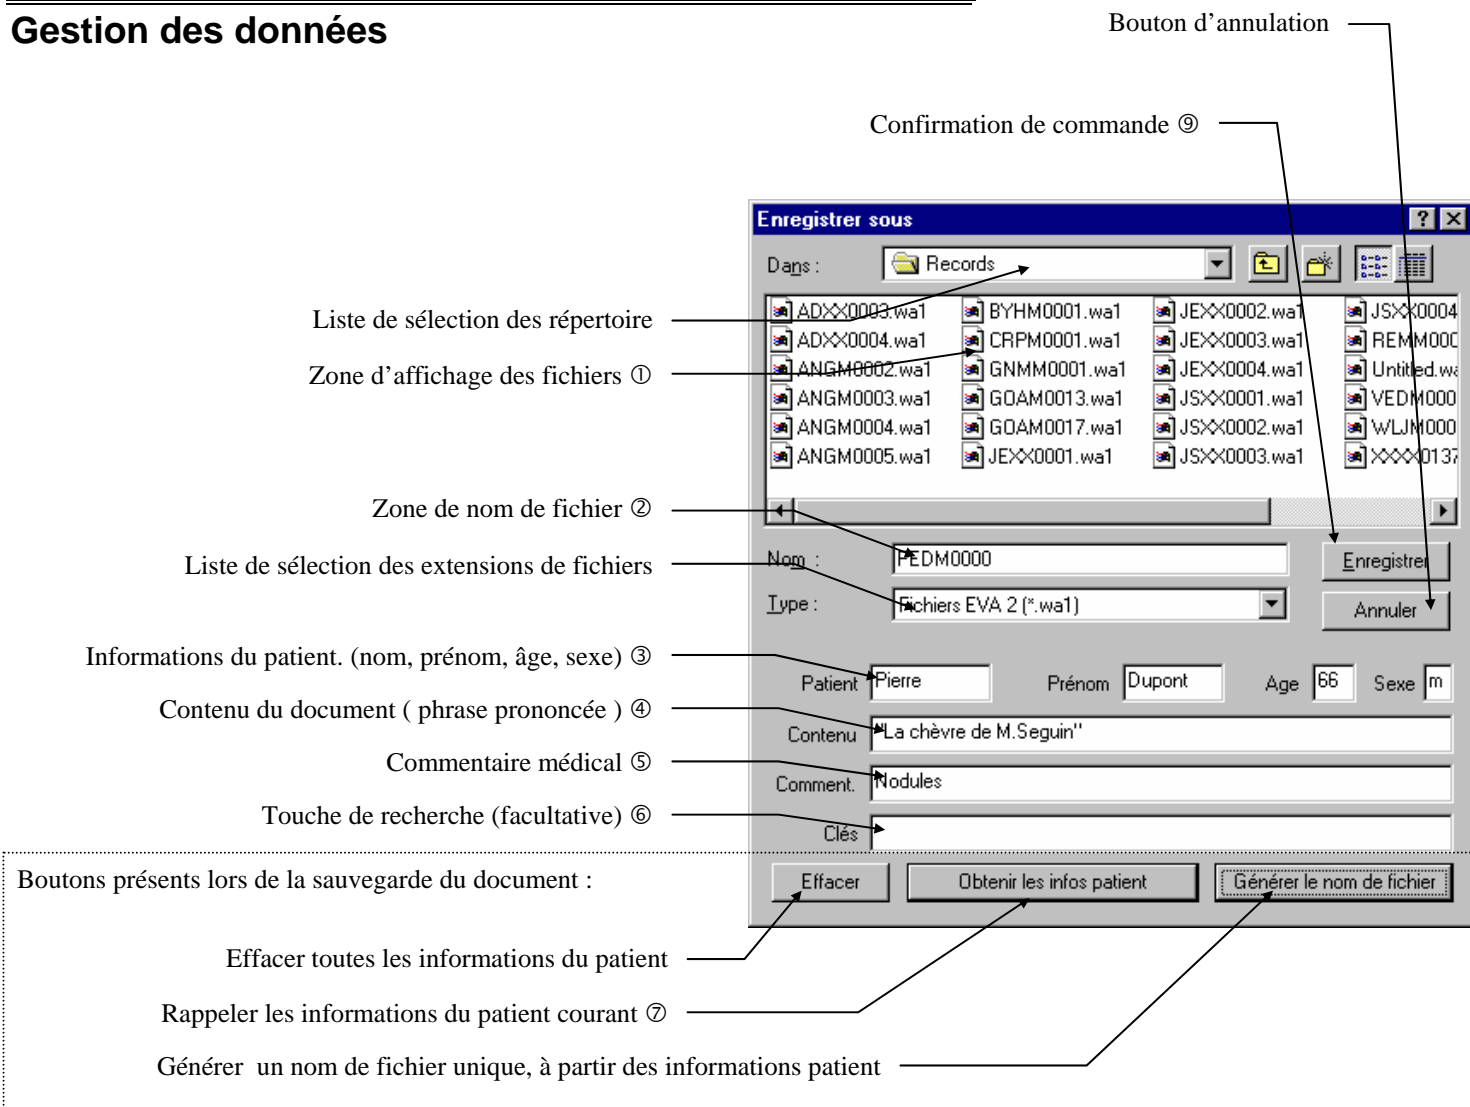 Gestion des données
Bouton d’annulation
Confirmation de commande ⑨
Enregistrer sous
Dans :
Records
Liste de sélection des répertoire
Zone d’affichage des fichiers ①
ADXX0003.wa1 BYHM0001.wa1 JEXX0002.wa1 JSXX0004
ADXX0004.wa1 CRPM0001.wa1 JEXX0003.wa1 REMM000
ANGM0002.wa1 GNMM0001.wa1 JEXX0004.wa1 Untitled.wa
ANGM0003.wa1 GOAM0013.wa1 JSXX0001.wa1 VEDM000
ANGM0004.wa1 GOAM0017.wa1 JSXX0002.wa1 WLJM000
ANGM0005.wa1 JEXX0001.wa1 JSXX0003.wa1 XXXX0137
Zone de nom de fichier ②
Nom : PEDM0000 Enregistrer
Liste de sélection des extensions de fichiers
Type : Fichiers EVA 2 (*.wa1) Annuler
Informations du patient. (nom, prénom, âge, sexe) ③
Patient Pierre Prénom Dupont Age 66 Sexe m
Contenu du document ( phrase prononcée ) ④
Contenu "La chèvre de M.Seguin"
Commentaire médical ⑤
Comment. Nodules
Touche de recherche (facultative) ⑥
Clés
Boutons présents lors de la sauvegarde du document :
Effacer Obtenir les infos patient Générer le nom de fichier
Effacer toutes les informations du patient
Rappeler les informations du patient courant ⑦
Générer un nom de fichier unique, à partir des informations patient